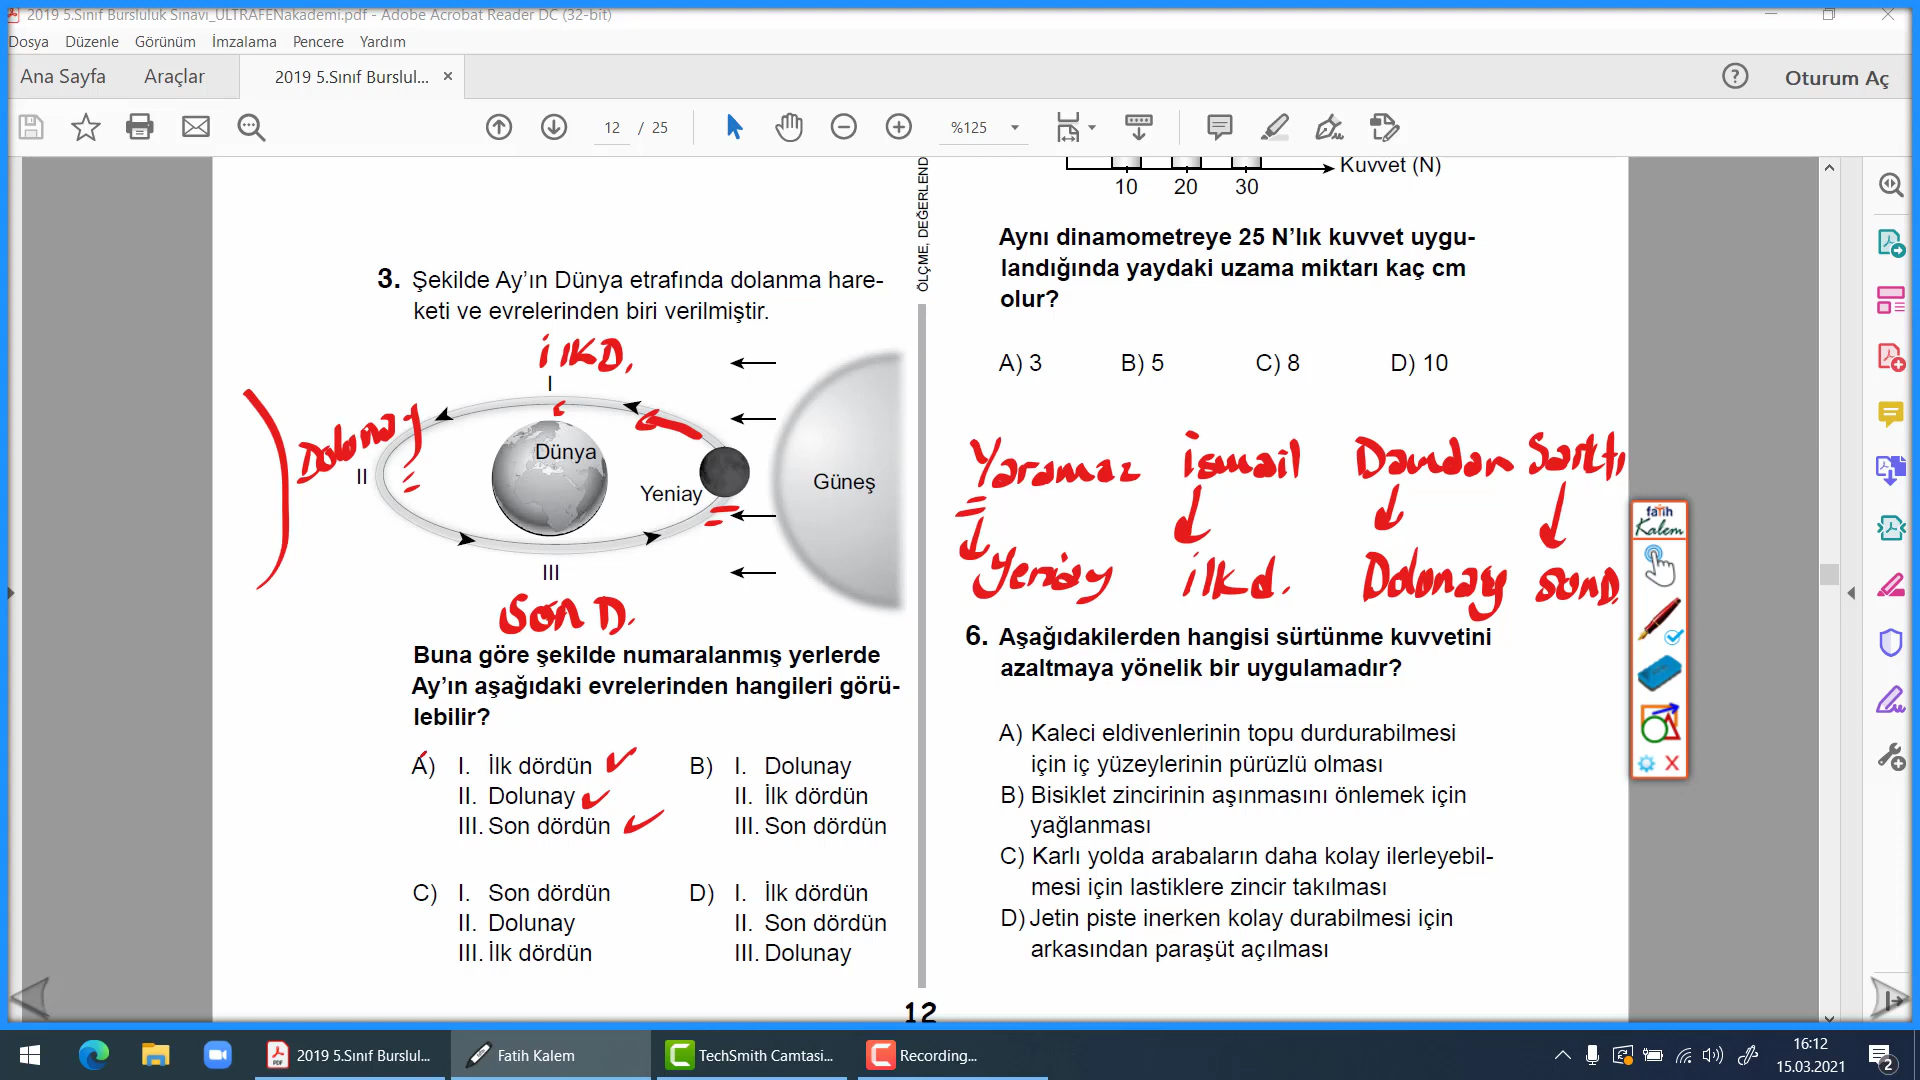 2019 5.Sınıf Bursluluk Sınavı_ULTRAFENakademi.pdf - Adobe Acrobat Reader DC (32-bit)
Dosya Düzenle Görünüm İmzalama Pencere Yardım
Ana Sayfa Araçlar 2019 5.Sınıf Burslul... × Oturum Aç
12 / 25 %125
ÖLÇME, DEĞERLEND
3. Şekilde Ay'ın Dünya etrafında dolanma hare-
keti ve evrelerinden biri verilmiştir.
İlk D.
I
Dolunay
II
Dünya
Yeniay
Güneş
III
Son D.
Buna göre şekilde numaralanmış yerlerde
Ay'ın aşağıdaki evrelerinden hangileri görü-
lebilir?
A) I. İlk dördün
II. Dolunay
III. Son dördün
B) I. Dolunay
II. İlk dördün
III. Son dördün
C) I. Son dördün
II. Dolunay
III. İlk dördün
D) I. İlk dördün
II. Son dördün
III. Dolunay
Kuvvet (N)
10 20 30
Aynı dinamometreye 25 N'lık kuvvet uygu-
landığında yaydaki uzama miktarı kaç cm
olur?
A) 3 B) 5 C) 8 D) 10
Yaramaz İsmail Damdan Sarktı
Yeniay ilkd. Dolunay sonD.
6. Aşağıdakilerden hangisi sürtünme kuvvetini
azaltmaya yönelik bir uygulamadır?
A) Kaleci eldivenlerinin topu durdurabilmesi
için iç yüzeylerinin pürüzlü olması
B) Bisiklet zincirinin aşınmasını önlemek için
yağlanması
C) Karlı yolda arabaların daha kolay ilerleyebil-
mesi için lastiklere zincir takılması
D) Jetin piste inerken kolay durabilmesi için
arkasından paraşüt açılması
12
fatih
Kalem
2019 5.Sınıf Burslul... Fatih Kalem TechSmith Camtasi... Recording...
16:12
15.03.2021
2